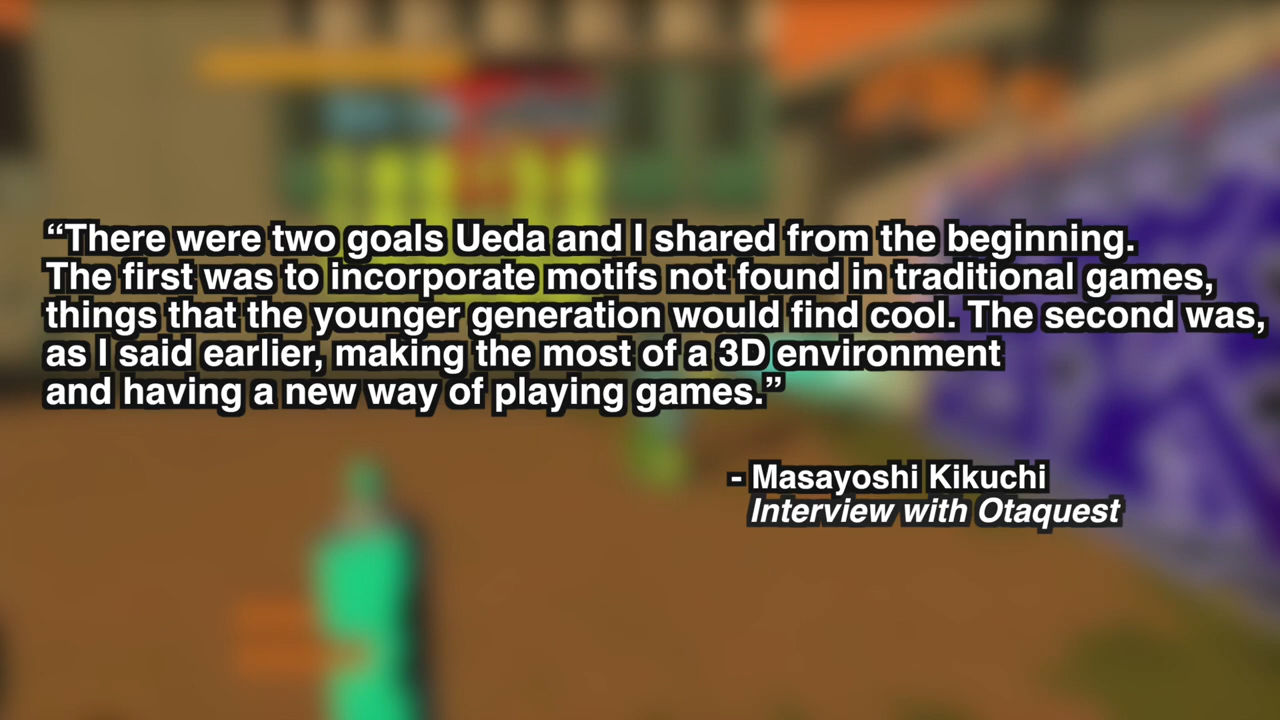 “There were two goals Ueda and I shared from the beginning.
The first was to incorporate motifs not found in traditional games,
things that the younger generation would find cool. The second was,
as I said earlier, making the most of a 3D environment
and having a new way of playing games.”
- Masayoshi Kikuchi
Interview with Otaquest